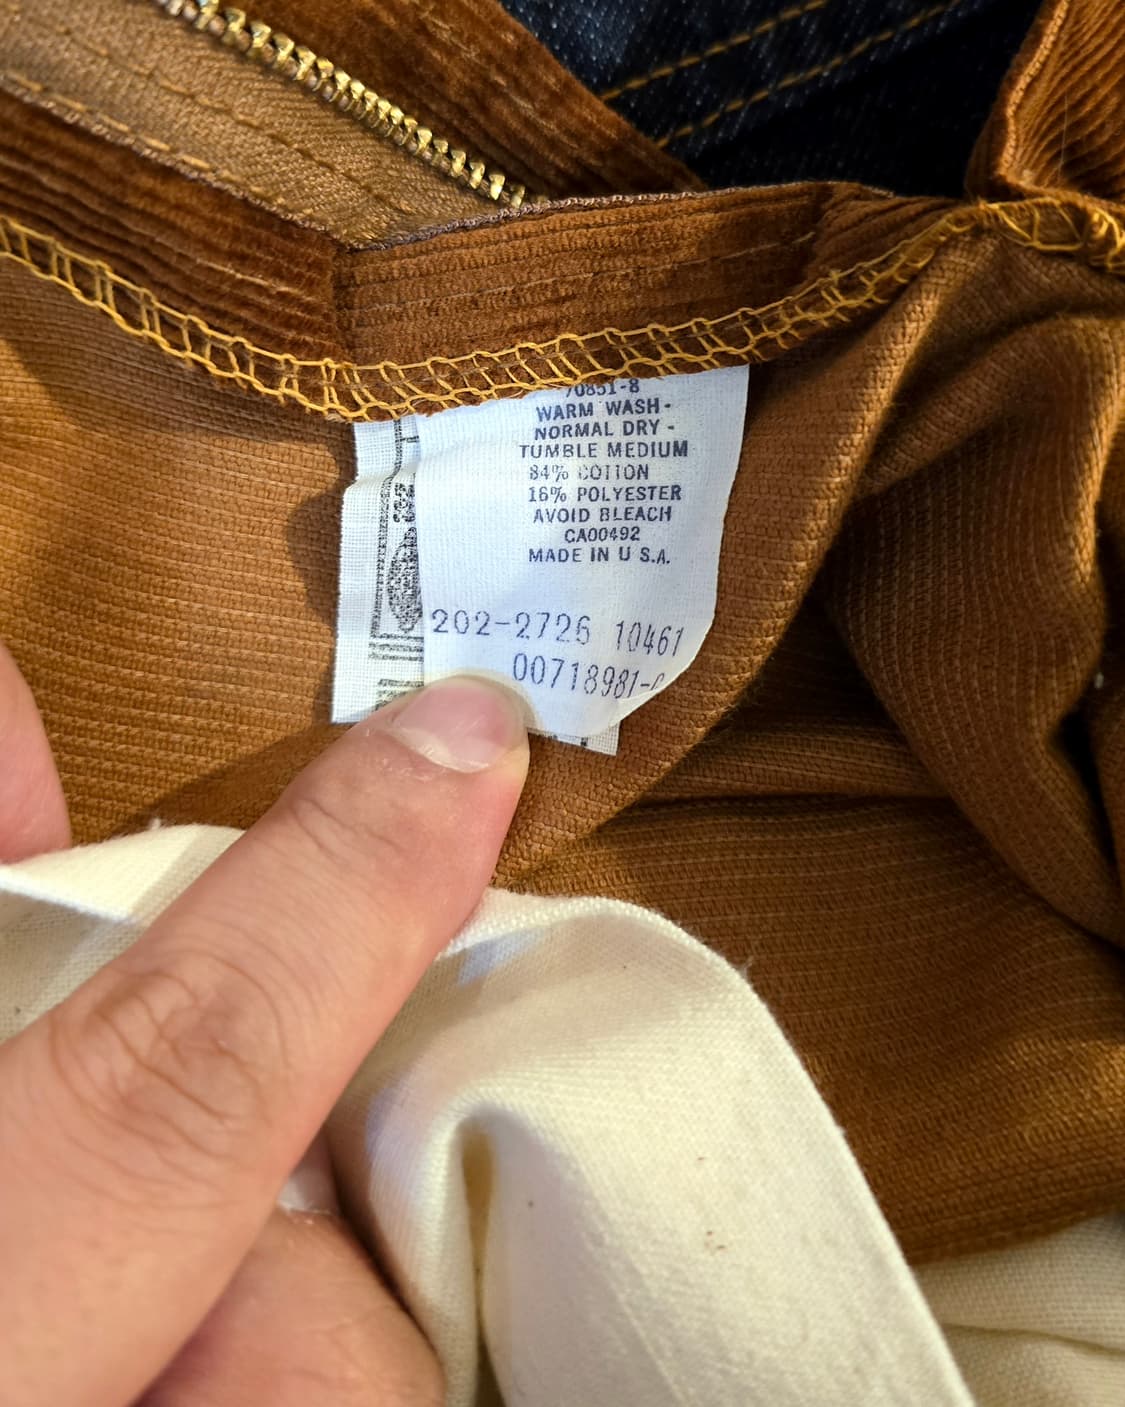 70851-8
WARM WASH-
NORMAL DRY-
TUMBLE MEDIUM
84% COTTON
16% POLYESTER
AVOID BLEACH
CA00492
MADE IN U S.A.
202-2726 10461
00718981-